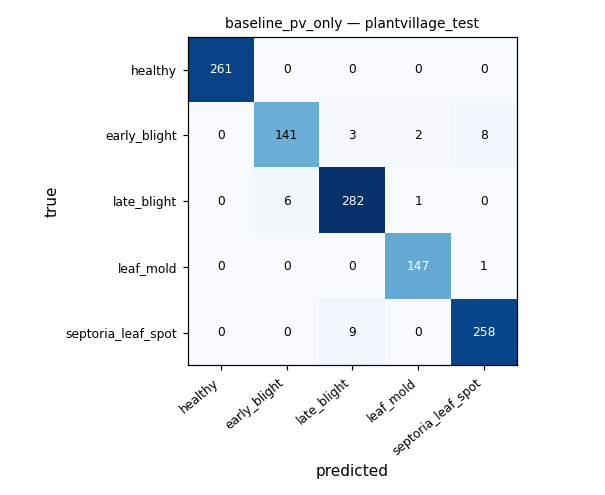 baseline_pv_only — plantvillage_test
healthy 261 0 0 0 0
early_blight 0 141 3 2 8
late_blight 0 6 282 1 0
leaf_mold 0 0 0 147 1
septoria_leaf_spot 0 0 9 0 258
true
healthy
early_blight
late_blight
leaf_mold
septoria_leaf_spot
predicted